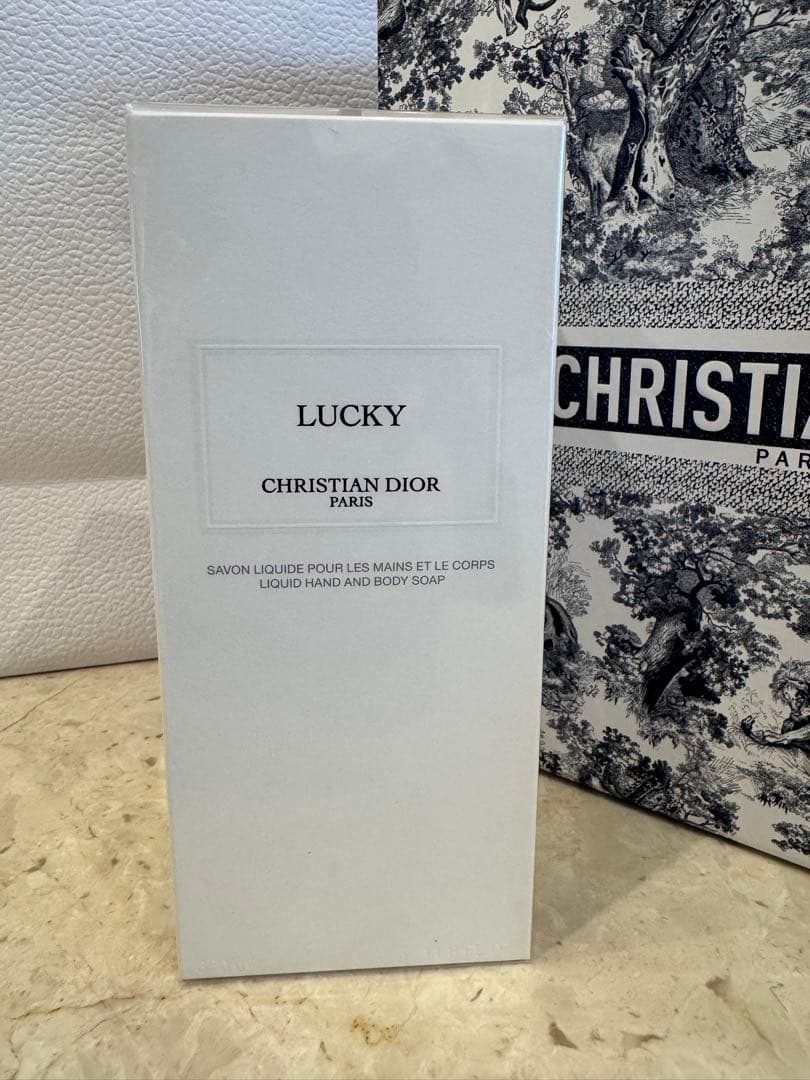 LUCKY
CHRISTIAN DIOR
PARIS
SAVON LIQUIDE POUR LES MAINS ET LE CORPS
LIQUID HAND AND BODY SOAP
CHRISTIA
PAR